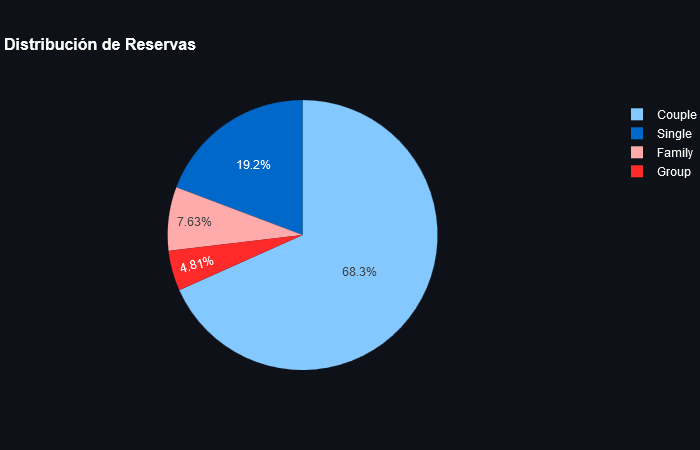 Distribución de Reservas
Couple
Single
Family
Group
19.2%
7.63%
4.81%
68.3%